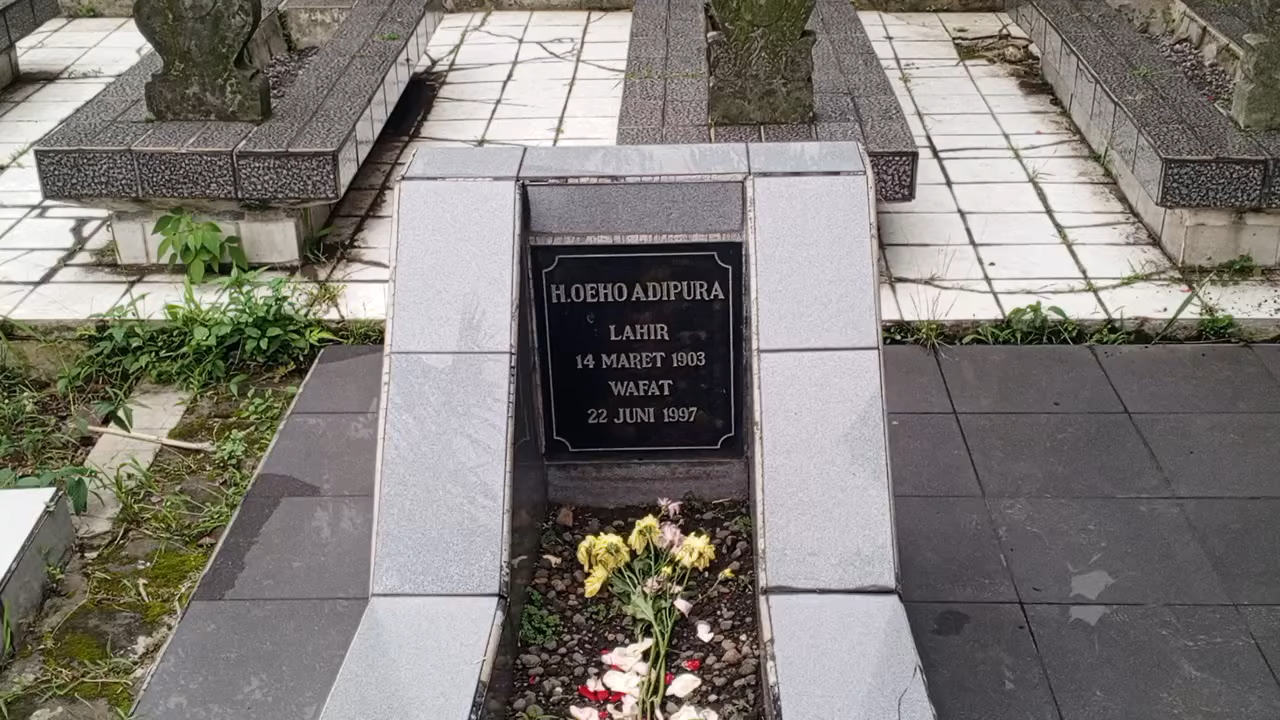 H.OEHO ADIPURA
LAHIR
14 MARET 1903
WAFAT
22 JUNI 1997